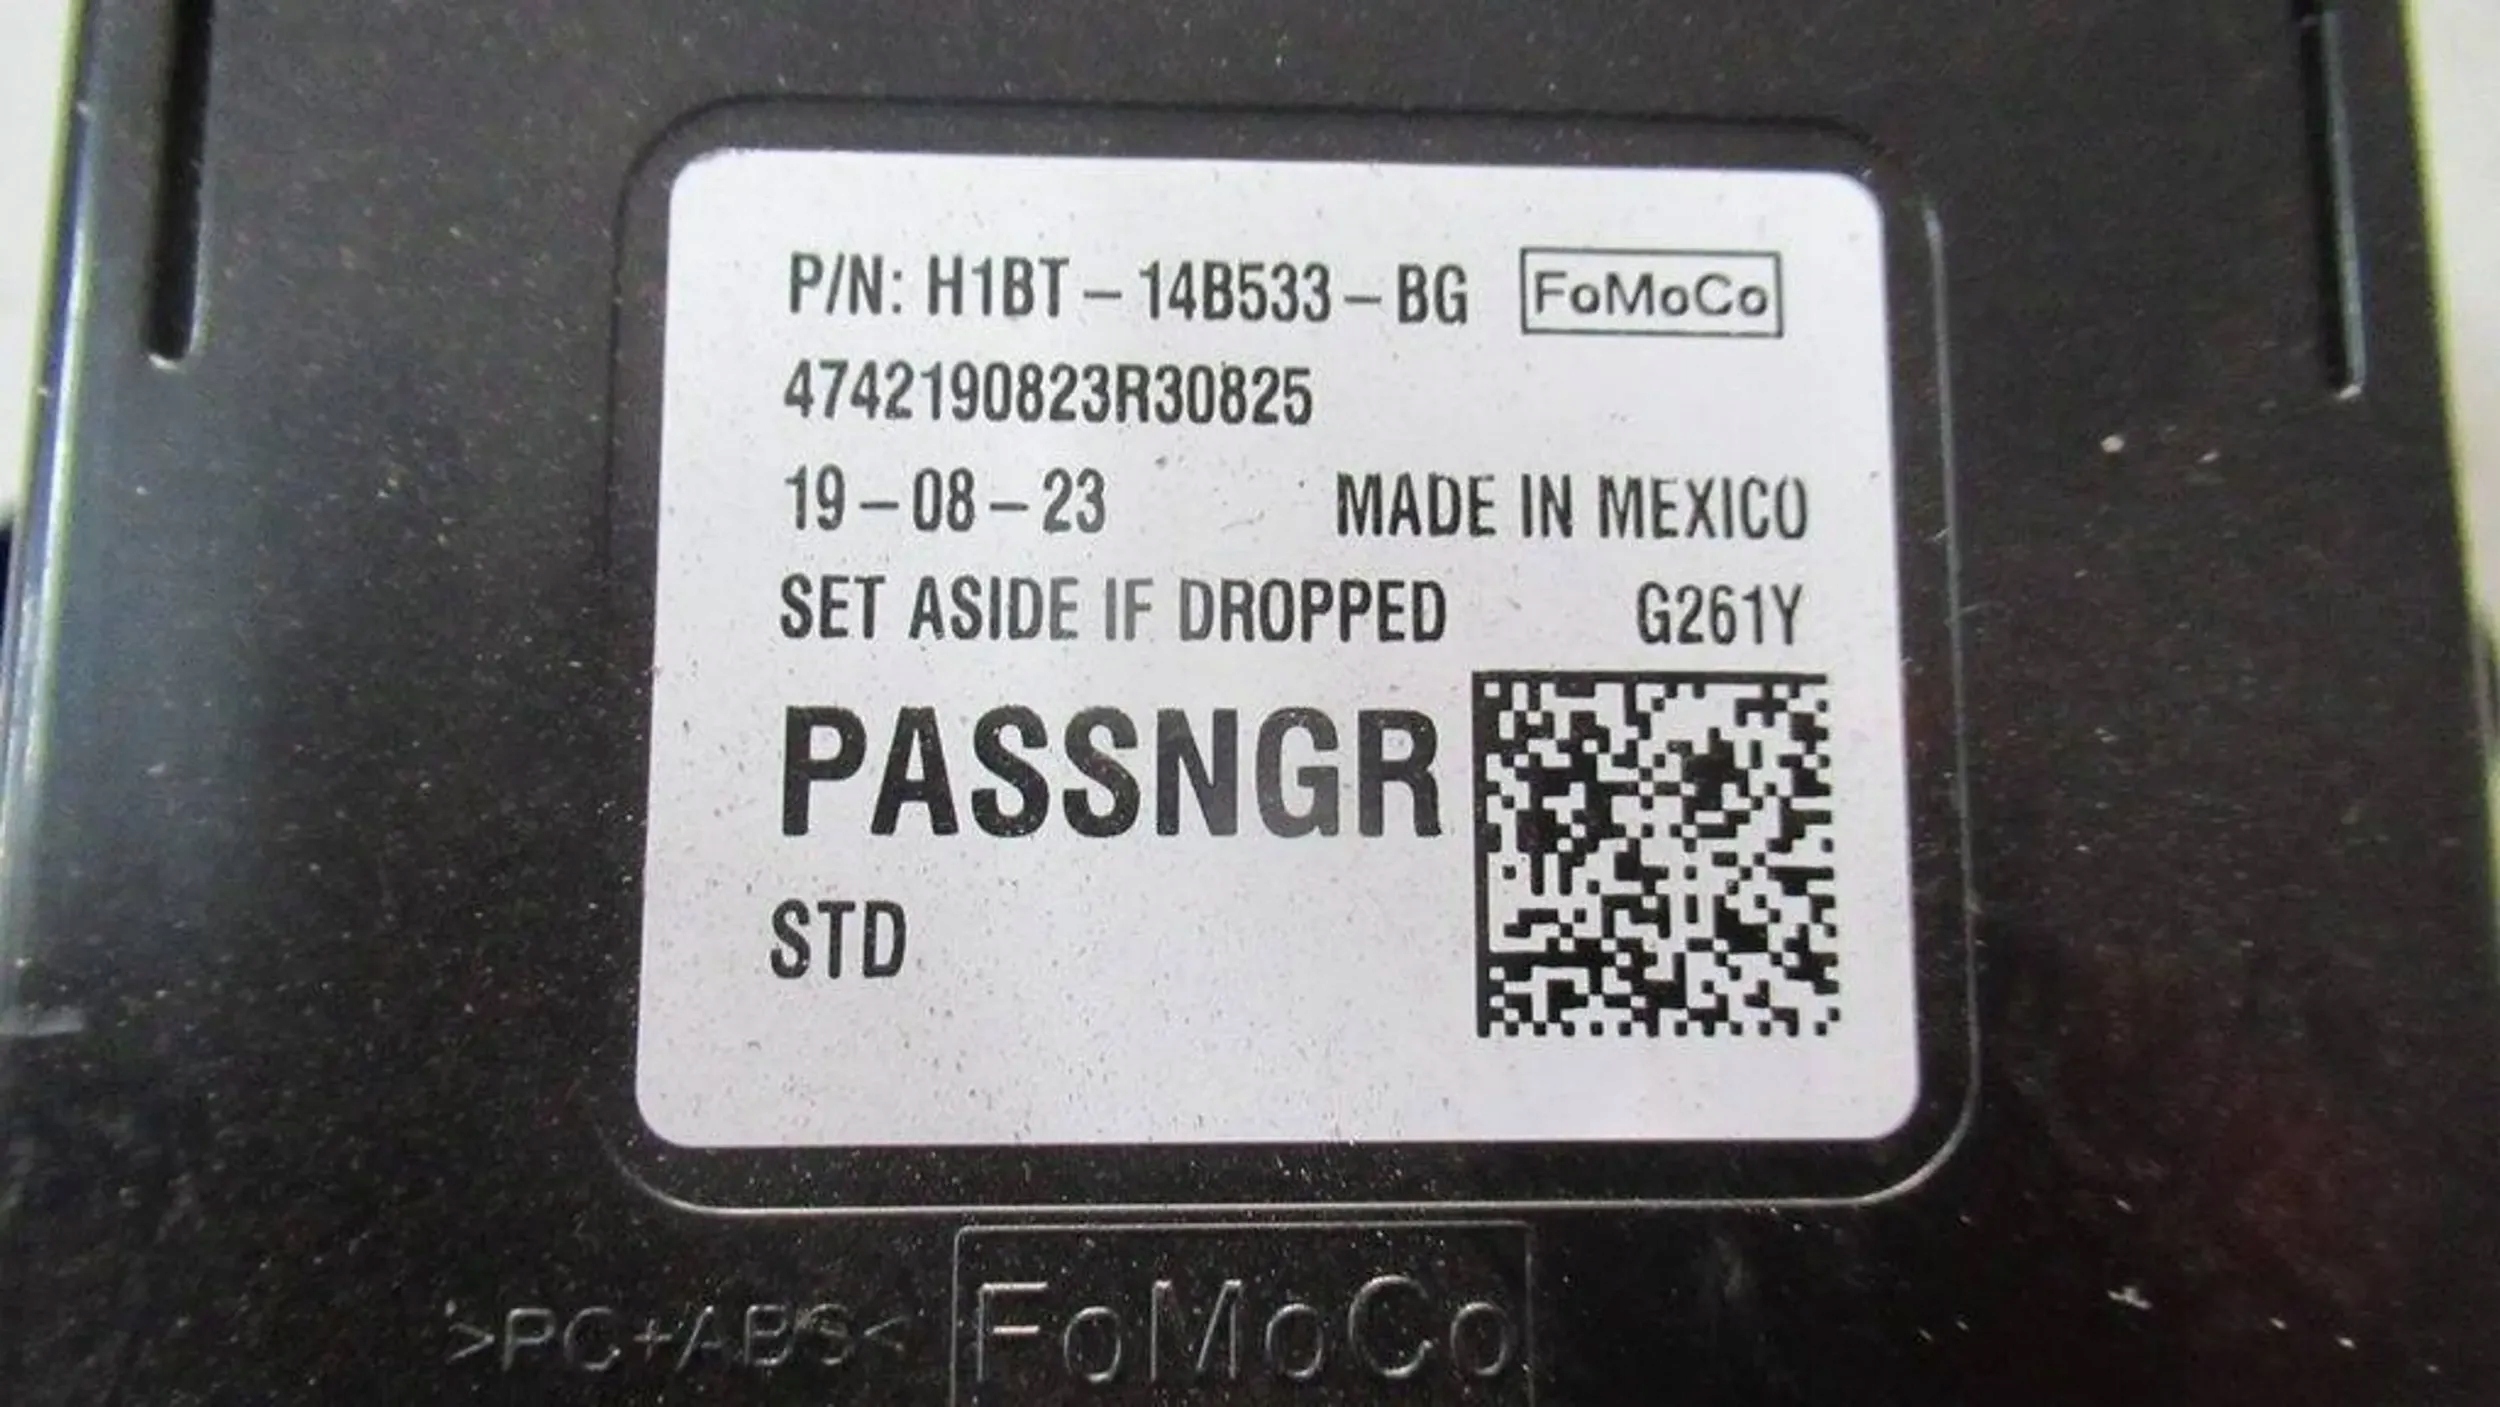 P/N: H1BT – 14B533 – BG FoMoCo
4742190823R30825
19 – 08 – 23 MADE IN MEXICO
SET ASIDE IF DROPPED G261Y
PASSNGR
STD
>PC+ABS< FoMoCo